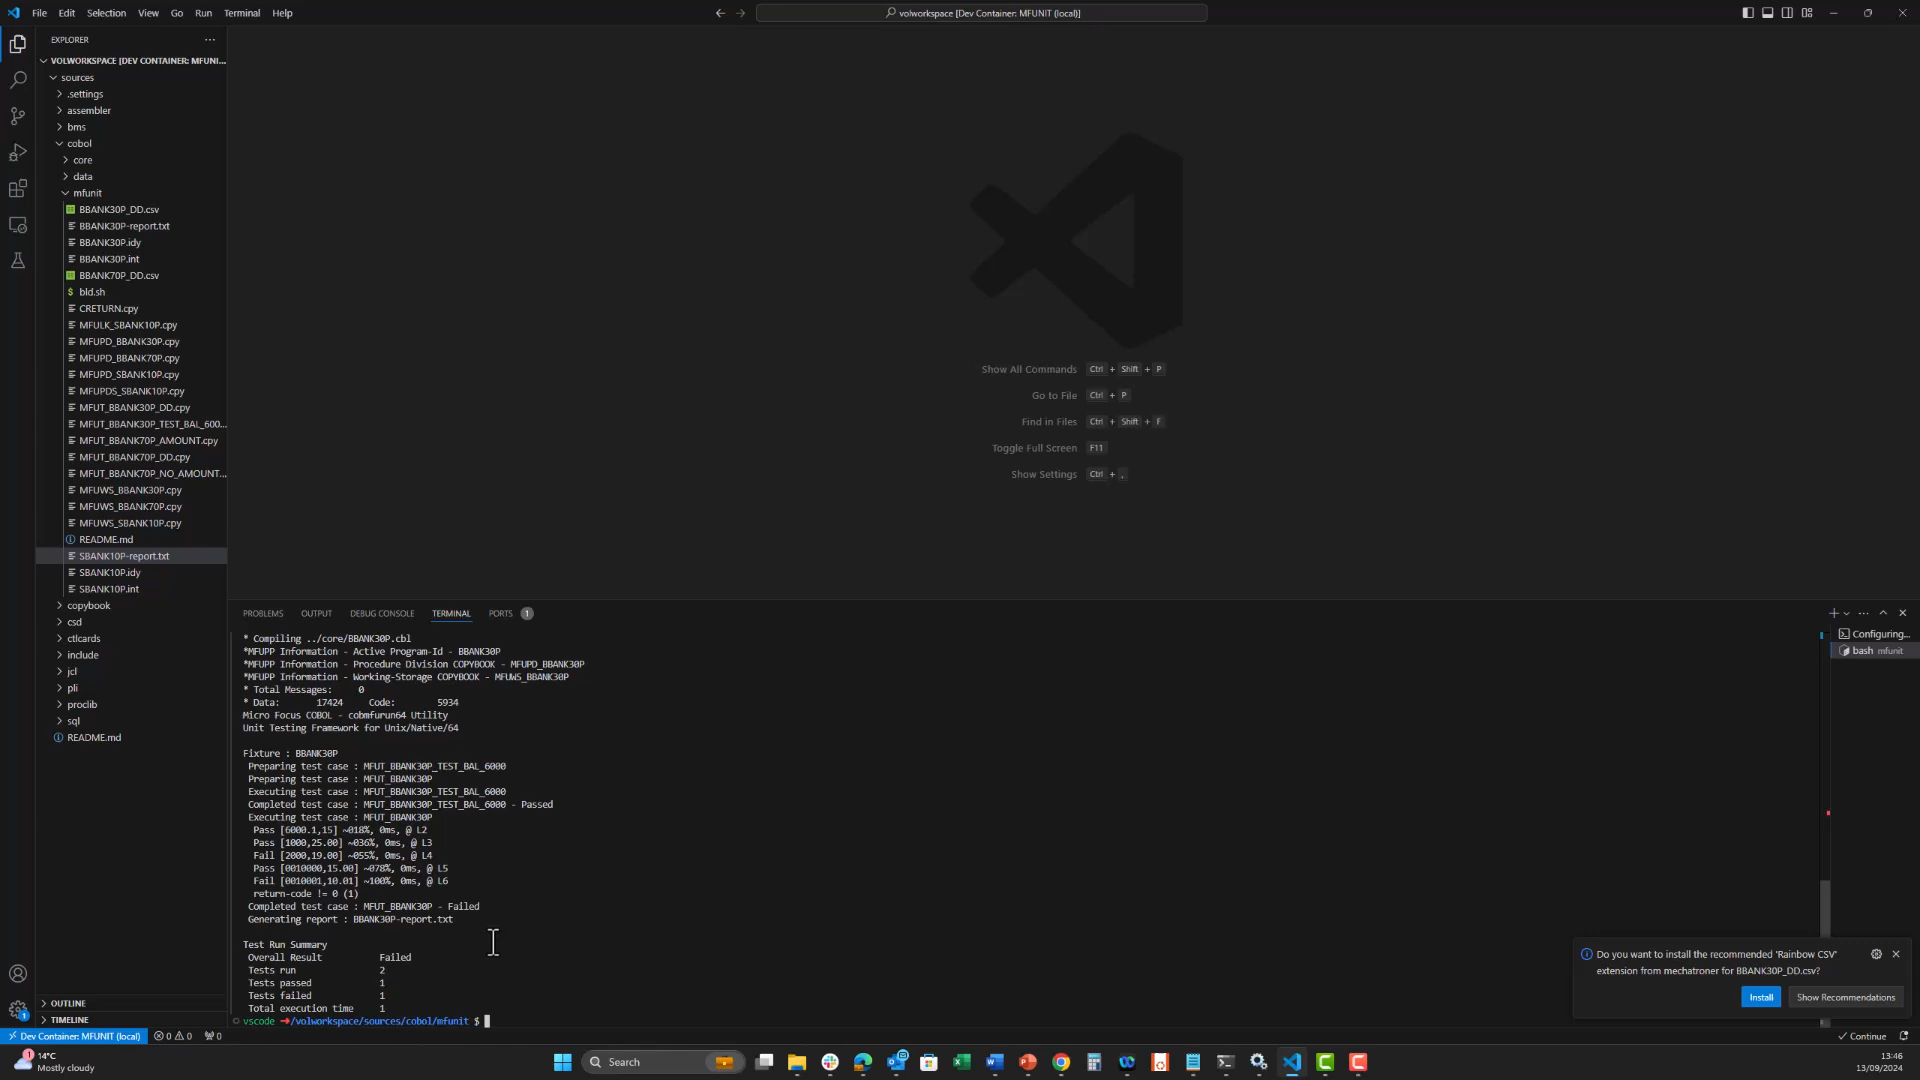 File Edit Selection View Go Run Terminal Help
volworkspace [Dev Container: MFUNIT (local)]
EXPLORER
VOLWORKSPACE [DEV CONTAINER: MFUNI...
sources
.settings
assembler
bms
cobol
core
data
mfunit
BBANK30P_DD.csv
BBANK30P-report.txt
BBANK30P.idy
BBANK30P.int
BBANK70P_DD.csv
$ bld.sh
CRETURN.cpy
MFULK_SBANK10P.cpy
MFUPD_BBANK30P.cpy
MFUPD_BBANK70P.cpy
MFUPD_SBANK10P.cpy
MFUPDS_SBANK10P.cpy
MFUT_BBANK30P_DD.cpy
MFUT_BBANK30P_TEST_BAL_600...
MFUT_BBANK70P_AMOUNT.cpy
MFUT_BBANK70P_DD.cpy
MFUT_BBANK70P_NO_AMOUNT...
MFUWS_BBANK30P.cpy
MFUWS_BBANK70P.cpy
MFUWS_SBANK10P.cpy
README.md
SBANK10P-report.txt
SBANK10P.idy
SBANK10P.int
copybook
csd
ctlcards
include
jcl
pli
proclib
sql
README.md
OUTLINE
TIMELINE
Show All Commands Ctrl + Shift + P
Go to File Ctrl + P
Find in Files Ctrl + Shift + F
Toggle Full Screen F11
Show Settings Ctrl + ,
PROBLEMS OUTPUT DEBUG CONSOLE TERMINAL PORTS 1
* Compiling ../core/BBANK30P.cbl
*MFUPP Information - Active Program-Id - BBANK30P
*MFUPP Information - Procedure Division COPYBOOK - MFUPD_BBANK30P
*MFUPP Information - Working-Storage COPYBOOK - MFUWS_BBANK30P
* Total Messages: 0
* Data: 17424 Code: 5934
Micro Focus COBOL - cobmfurun64 Utility
Unit Testing Framework for Unix/Native/64
Fixture : BBANK30P
Preparing test case : MFUT_BBANK30P_TEST_BAL_6000
Preparing test case : MFUT_BBANK30P
Executing test case : MFUT_BBANK30P_TEST_BAL_6000
Completed test case : MFUT_BBANK30P_TEST_BAL_6000 - Passed
Executing test case : MFUT_BBANK30P
Pass [6000.1,15] ~018%, 0ms, @ L2
Pass [1000,25.00] ~036%, 0ms, @ L3
Fail [2000,19.00] ~055%, 0ms, @ L4
Pass [0010000,15.00] ~078%, 0ms, @ L5
Fail [0010001,10.01] ~100%, 0ms, @ L6
return-code != 0 (1)
Completed test case : MFUT_BBANK30P - Failed
Generating report : BBANK30P-report.txt
Test Run Summary
Overall Result Failed
Tests run 2
Tests passed 1
Tests failed 1
Total execution time 1
vscode ➜/volworkspace/sources/cobol/mfunit $
Configuring...
bash mfunit
Do you want to install the recommended 'Rainbow CSV'
extension from mechatroner for BBANK30P_DD.csv?
Install Show Recommendations
1
Dev Container: MFUNIT (local) 0 0 0 Continue
1 14°C
Mostly cloudy
Search
13:46
13/09/2024